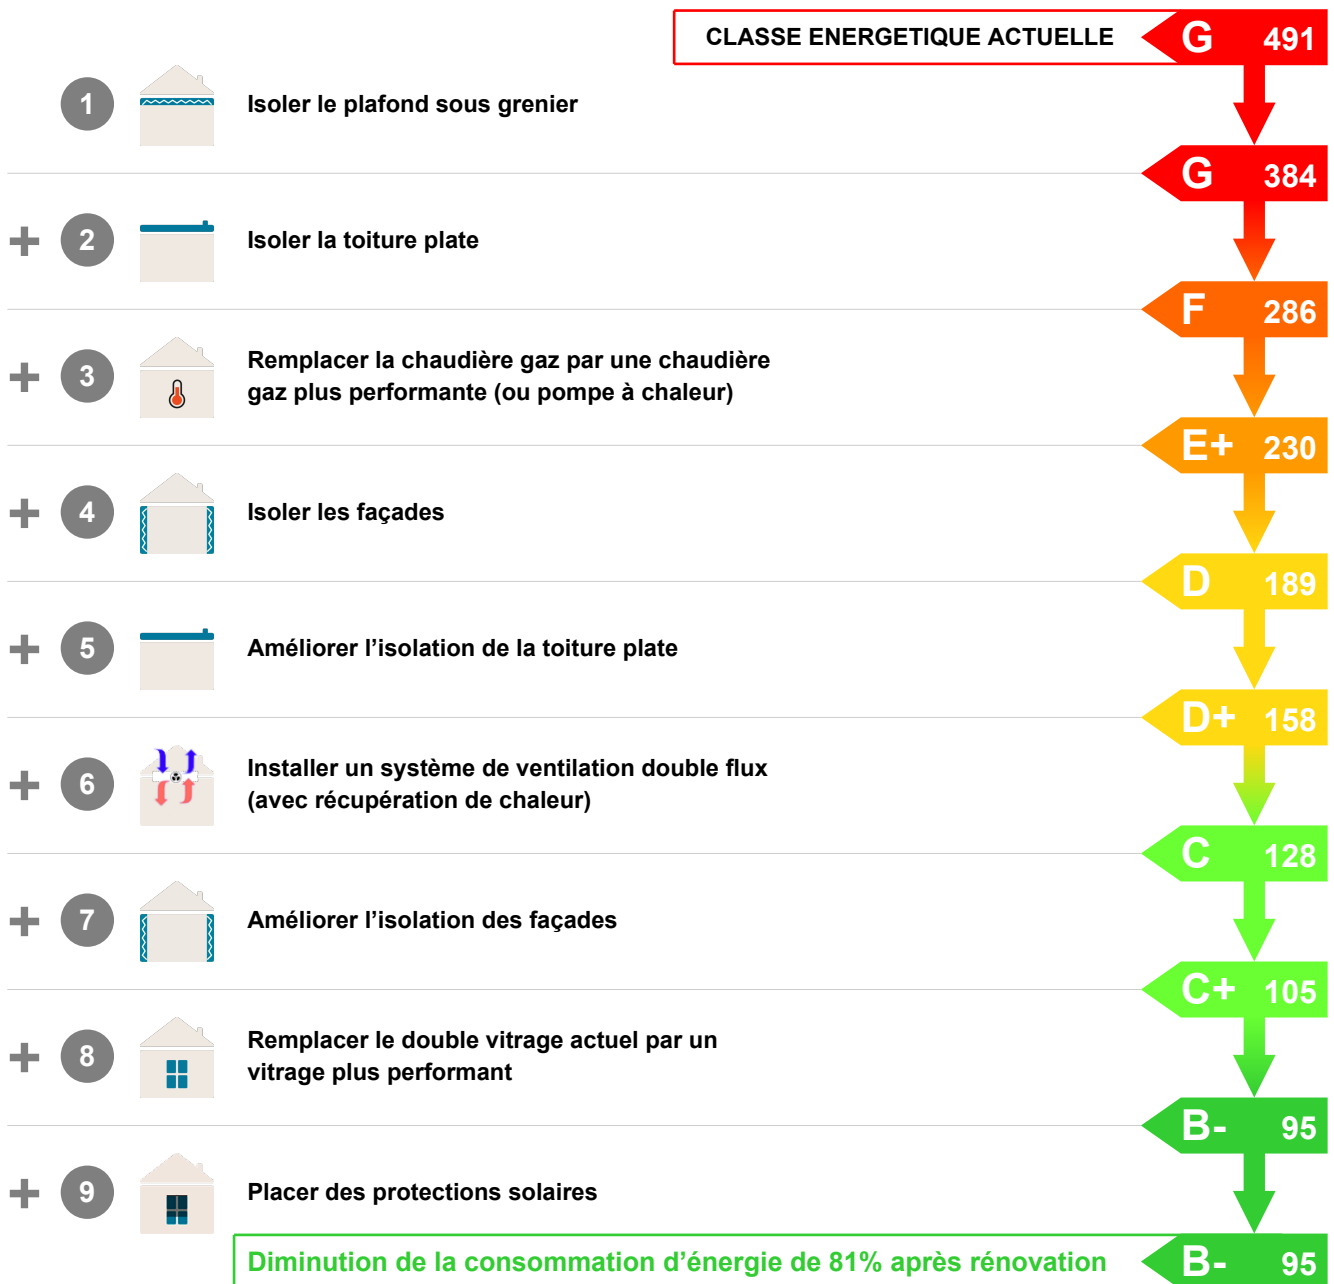 CLASSE ENERGETIQUE ACTUELLE G 491
1 Isoler le plafond sous grenier
G 384
+ 2 Isoler la toiture plate
F 286
+ 3 Remplacer la chaudière gaz par une chaudière
gaz plus performante (ou pompe à chaleur)
E+ 230
+ 4 Isoler les façades
D 189
+ 5 Améliorer l’isolation de la toiture plate
D+ 158
+ 6 Installer un système de ventilation double flux
(avec récupération de chaleur)
C 128
+ 7 Améliorer l’isolation des façades
C+ 105
+ 8 Remplacer le double vitrage actuel par un
vitrage plus performant
B- 95
+ 9 Placer des protections solaires
Diminution de la consommation d’énergie de 81% après rénovation B- 95